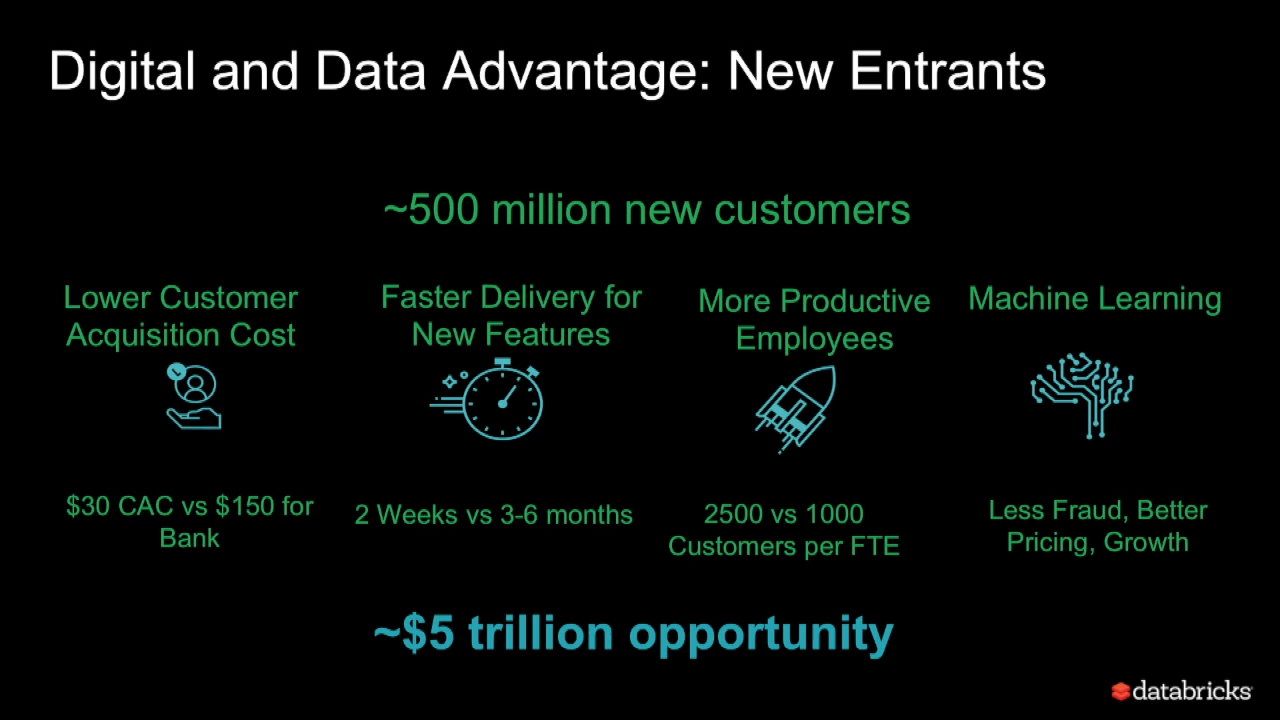 Digital and Data Advantage: New Entrants
~500 million new customers
Lower Customer
Acquisition Cost
Faster Delivery for
New Features
More Productive
Employees
Machine Learning
$30 CAC vs $150 for
Bank
2 Weeks vs 3-6 months
2500 vs 1000
Customers per FTE
Less Fraud, Better
Pricing, Growth
~$5 trillion opportunity
databricks